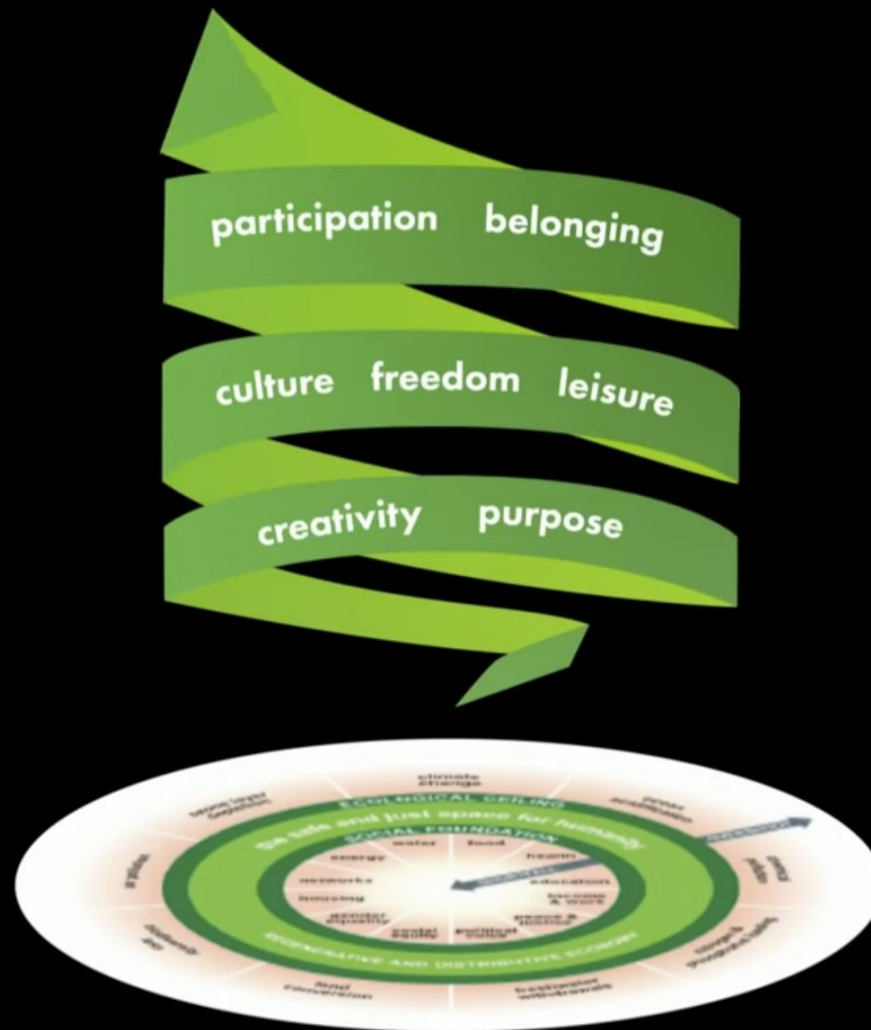 participation belonging
culture freedom leisure
creativity purpose
climate
change
ECOLOGICAL CEILING
the safe and just space for humanity
SOCIAL FOUNDATION
water food
energy health
networks education
housing income
& work
gender
equality
peace &
justice
social
equity
political
voice
REGENERATIVE AND DISTRIBUTIVE ECONOMY
land
conversion
freshwater
withdrawals